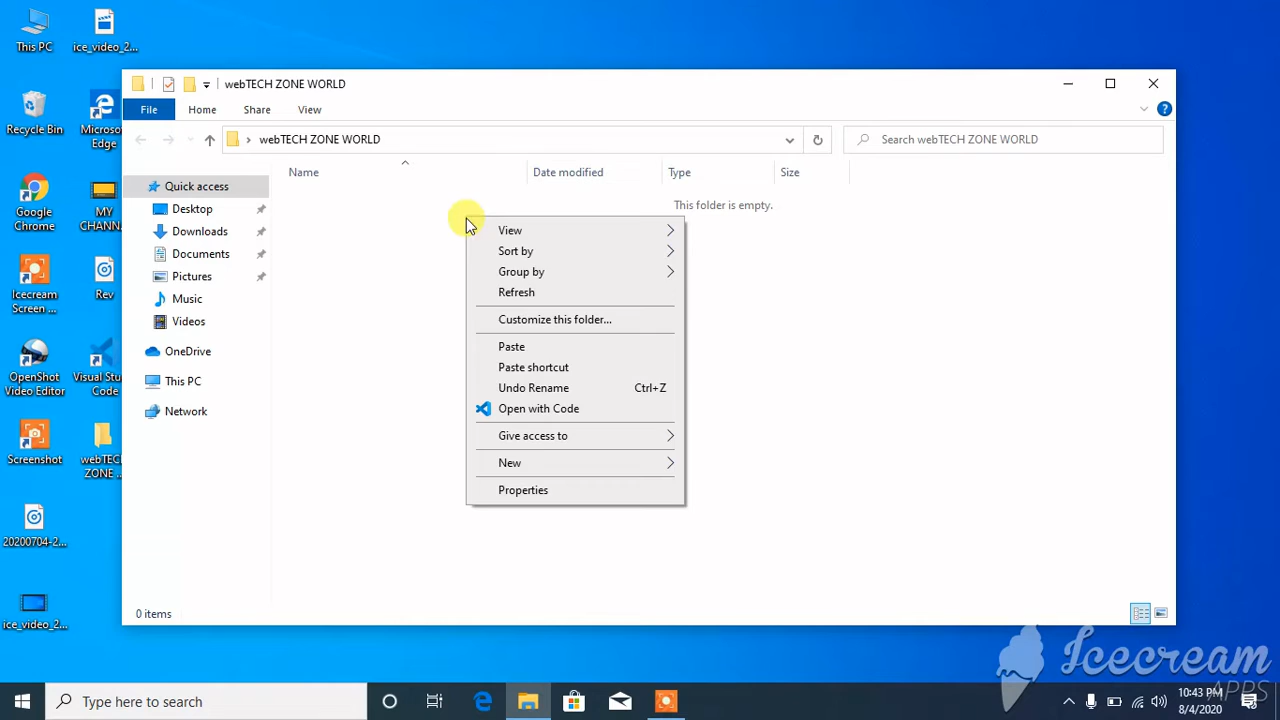 This PC
ice_video_2...
Recycle Bin
Microso...
Edge
Google
Chrome
MY
CHANN...
Icecream
Screen ...
Rev
OpenShot
Video Editor
Visual Stu...
Code
Screenshot
webTECH
ZONE ...
20200704-2...
ice_video_2...
webTECH ZONE WORLD
File
Home
Share
View
webTECH ZONE WORLD
Search webTECH ZONE WORLD
Name
Date modified
Type
Size
This folder is empty.
Quick access
Desktop
Downloads
Documents
Pictures
Music
Videos
OneDrive
This PC
Network
View
Sort by
Group by
Refresh
Customize this folder...
Paste
Paste shortcut
Undo Rename Ctrl+Z
Open with Code
Give access to
New
Properties
0 items
Icecream
APPS
Type here to search
10:43 PM
8/4/2020